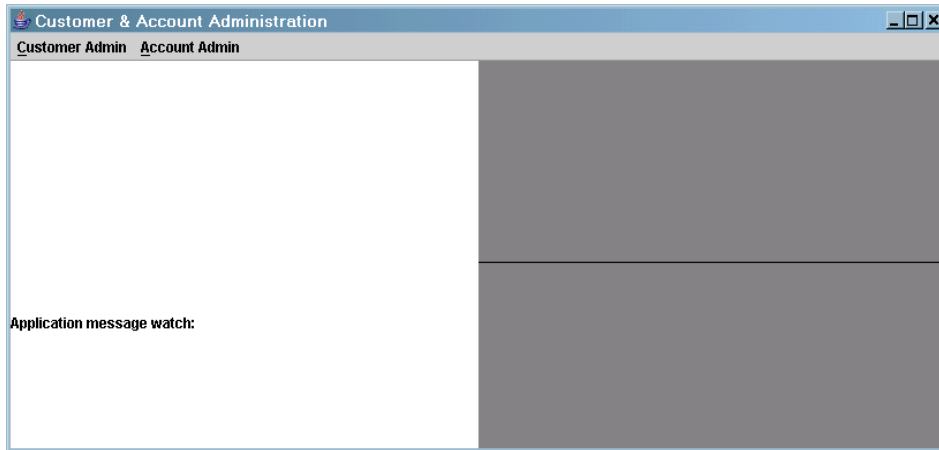 Customer & Account Administration
Customer Admin Account Admin
Application message watch: